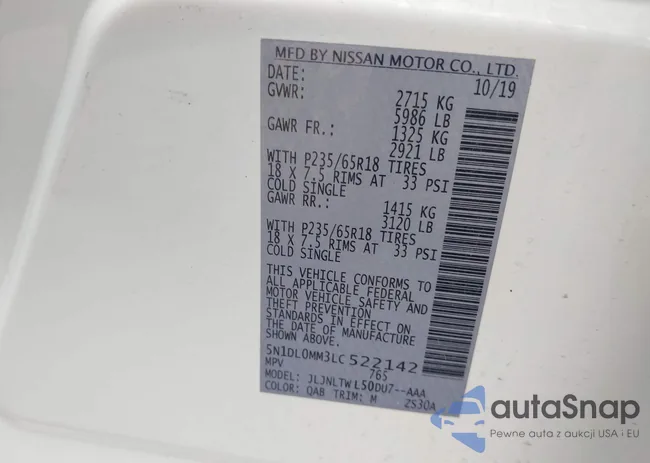 MFD BY NISSAN MOTOR CO., LTD.
DATE: 10/19
GVWR: 2715 KG
5986 LB
GAWR FR.: 1325 KG
2921 LB
WITH P235/65R18 TIRES
18 X 7.5 RIMS AT 33 PSI
COLD SINGLE
GAWR RR.: 1415 KG
3120 LB
WITH P235/65R18 TIRES
18 X 7.5 RIMS AT 33 PSI
COLD SINGLE
THIS VEHICLE CONFORMS TO
ALL APPLICABLE FEDERAL
MOTOR VEHICLE SAFETY AND
THEFT PREVENTION
STANDARDS IN EFFECT ON
THE DATE OF MANUFACTURE
SHOWN ABOVE.
5N1DL0MM3LC522142
MPV 765
MODEL: JLJNLTWL50DU7--AAA
COLOR: QAB TRIM: M 2S30A
autaSnap
Pewne auta z aukcji USA i EU